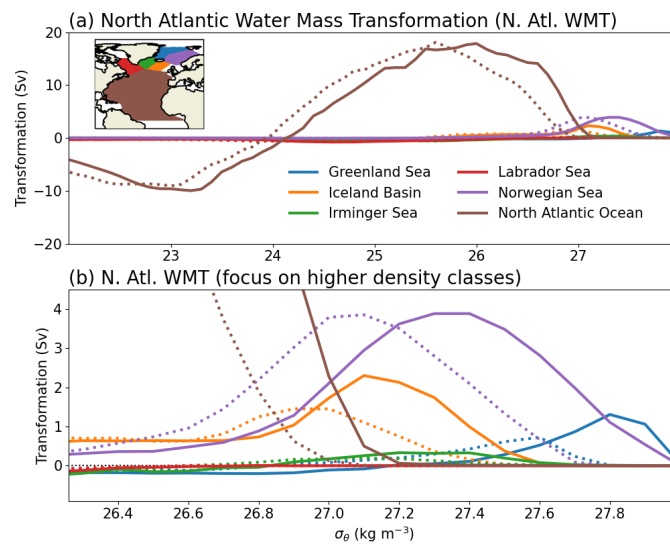 (a) North Atlantic Water Mass Transformation (N. Atl. WMT)
Transformation (Sv)
20
10
0
−10
−20
Greenland Sea
Iceland Basin
Irminger Sea
Labrador Sea
Norwegian Sea
North Atlantic Ocean
23 24 25 26 27
(b) N. Atl. WMT (focus on higher density classes)
Transformation (Sv)
4
3
2
1
0
26.4 26.6 26.8 27.0 27.2 27.4 27.6 27.8
σθ (kg m−3)